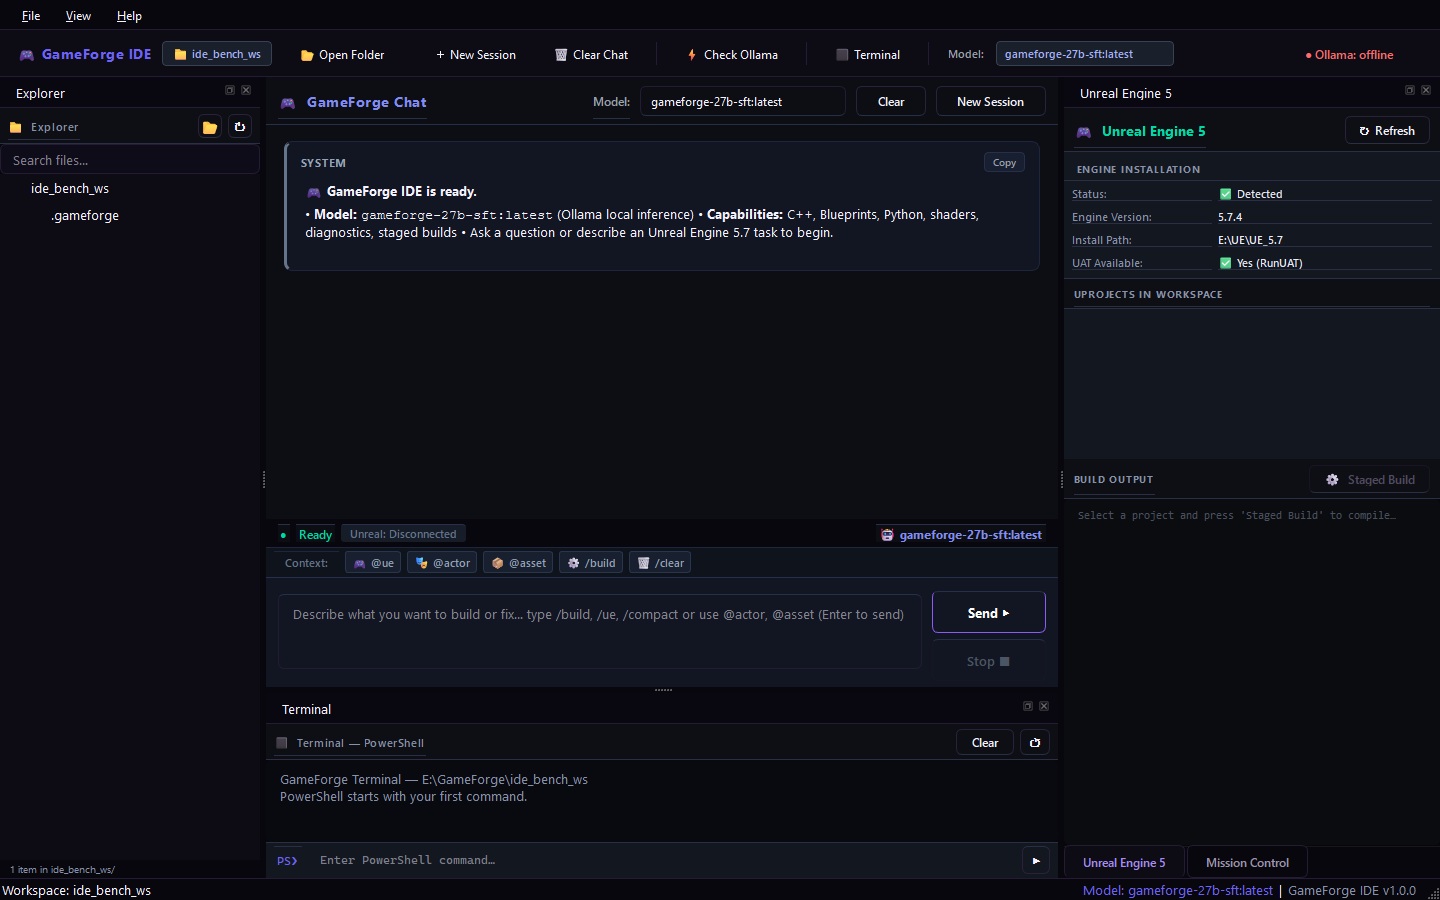 File View Help
GameForge IDE ide_bench_ws Open Folder + New Session Clear Chat Check Ollama Terminal Model: gameforge-27b-sft:latest ● Ollama: offline
Explorer
Explorer
Search files...
ide_bench_ws
.gameforge
1 item in ide_bench_ws/
GameForge Chat Model: gameforge-27b-sft:latest Clear New Session
SYSTEM Copy
GameForge IDE is ready.
• Model: gameforge-27b-sft:latest (Ollama local inference) • Capabilities: C++, Blueprints, Python, shaders,
diagnostics, staged builds • Ask a question or describe an Unreal Engine 5.7 task to begin.
● Ready Unreal: Disconnected gameforge-27b-sft:latest
Context: @ue @actor @asset /build /clear
Describe what you want to build or fix... type /build, /ue, /compact or use @actor, @asset (Enter to send)
Send ▶
Stop ■
Terminal
Terminal — PowerShell Clear
GameForge Terminal — E:\GameForge\ide_bench_ws
PowerShell starts with your first command.
PS❯ Enter PowerShell command…
Unreal Engine 5
Unreal Engine 5 ↻ Refresh
ENGINE INSTALLATION
Status: ✅ Detected
Engine Version: 5.7.4
Install Path: E:\UE\UE_5.7
UAT Available: ✅ Yes (RunUAT)
UPROJECTS IN WORKSPACE
BUILD OUTPUT Staged Build
Select a project and press 'Staged Build' to compile…
Unreal Engine 5 Mission Control
Workspace: ide_bench_ws Model: gameforge-27b-sft:latest | GameForge IDE v1.0.0